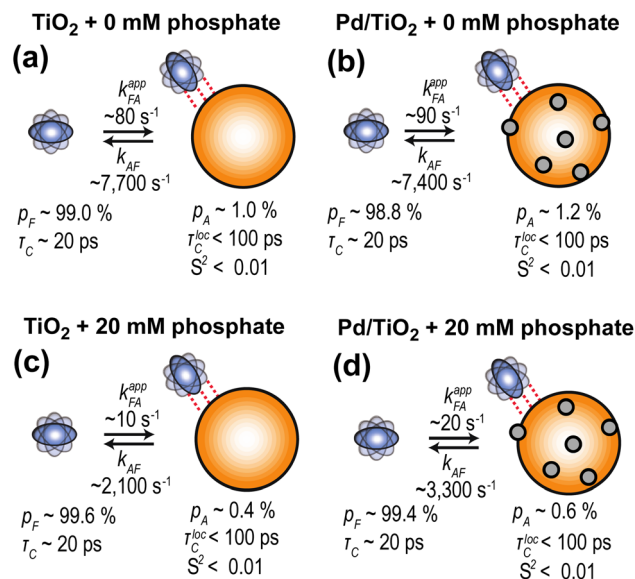 TiO₂ + 0 mM phosphate
(a)
k_FA^app
~80 s⁻¹
k_AF
~7,700 s⁻¹
p_F ~ 99.0 %
τ_C ~ 20 ps
p_A ~ 1.0 %
τ_C^loc < 100 ps
S² < 0.01
Pd/TiO₂ + 0 mM phosphate
(b)
k_FA^app
~90 s⁻¹
k_AF
~7,400 s⁻¹
p_F ~ 98.8 %
τ_C ~ 20 ps
p_A ~ 1.2 %
τ_C^loc < 100 ps
S² < 0.01
TiO₂ + 20 mM phosphate
(c)
k_FA^app
~10 s⁻¹
k_AF
~2,100 s⁻¹
p_F ~ 99.6 %
τ_C ~ 20 ps
p_A ~ 0.4 %
τ_C^loc < 100 ps
S² < 0.01
Pd/TiO₂ + 20 mM phosphate
(d)
k_FA^app
~20 s⁻¹
k_AF
~3,300 s⁻¹
p_F ~ 99.4 %
τ_C ~ 20 ps
p_A ~ 0.6 %
τ_C^loc < 100 ps
S² < 0.01